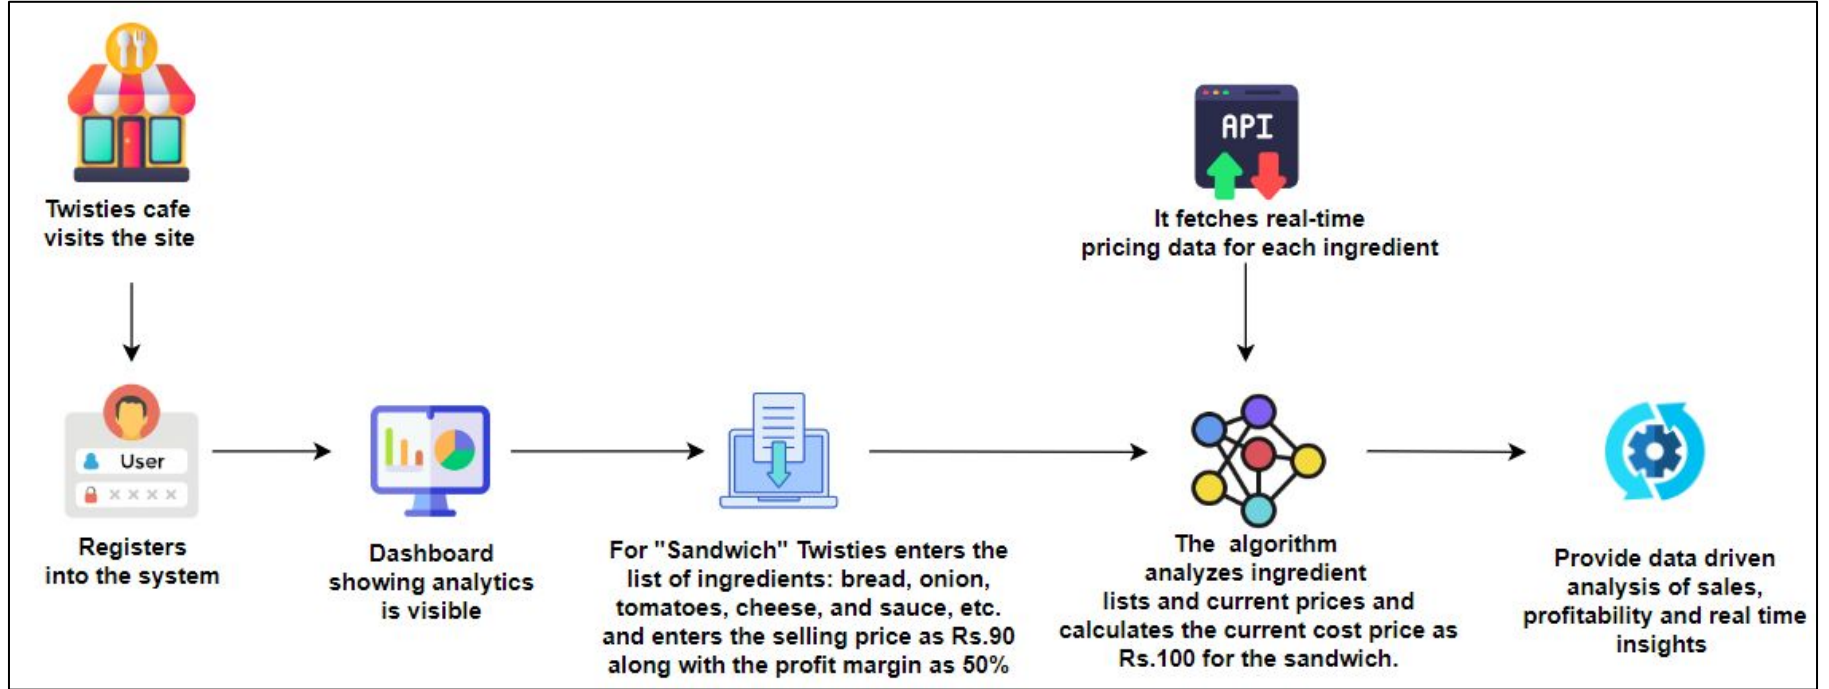 Twisties cafe
visits the site
API
It fetches real-time
pricing data for each ingredient
User
× × × ×
Registers
into the system
Dashboard
showing analytics
is visible
For "Sandwich" Twisties enters the
list of ingredients: bread, onion,
tomatoes, cheese, and sauce, etc.
and enters the selling price as Rs.90
along with the profit margin as 50%
The algorithm
analyzes ingredient
lists and current prices and
calculates the current cost price as
Rs.100 for the sandwich.
Provide data driven
analysis of sales,
profitability and real time
insights